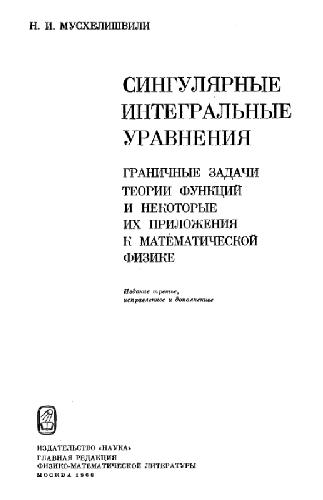 Н. И. МУСХЕЛИШВИЛИ
СИНГУЛЯРНЫЕ
ИНТЕГРАЛЬНЫЕ
УРАВНЕНИЯ
ГРАНИЧНЫЕ ЗАДАЧИ
ТЕОРИИ ФУНКЦИЙ
И НЕКОТОРЫЕ
ИХ ПРИЛОЖЕНИЯ
К МАТЕМАТИЧЕСКОЙ
ФИЗИКЕ
Издание третье,
исправленное и дополненное
ИЗДАТЕЛЬСТВО «НАУКА»
ГЛАВНАЯ РЕДАКЦИЯ
ФИЗИКО-МАТЕМАТИЧЕСКОЙ ЛИТЕРАТУРЫ
МОСКВА 1968